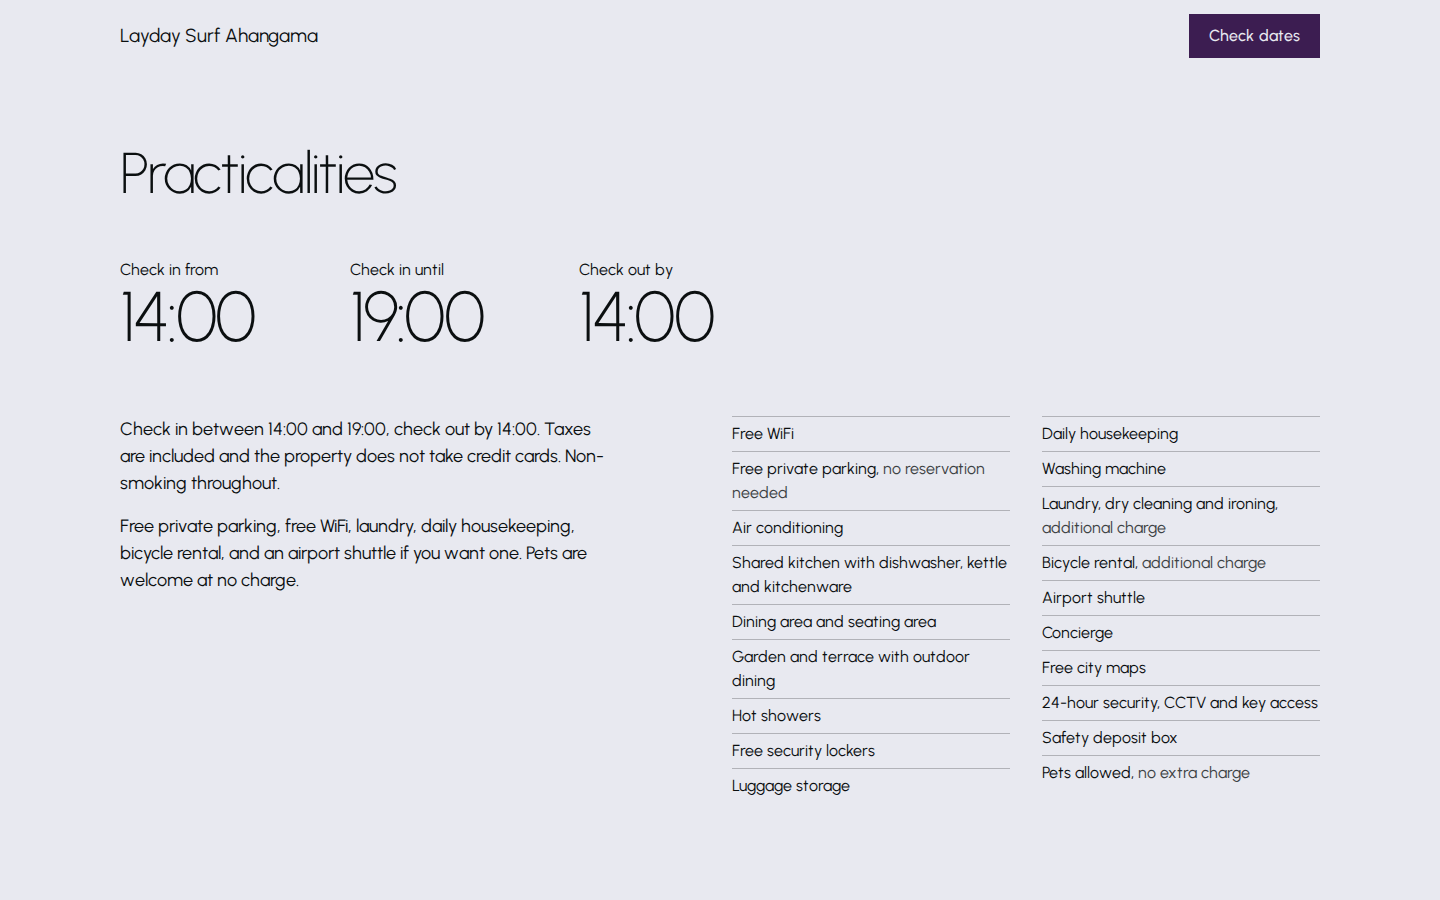 Layday Surf Ahangama
Check dates
Practicalities
Check in from
14:00
Check in until
19:00
Check out by
14:00
Check in between 14:00 and 19:00, check out by 14:00. Taxes
are included and the property does not take credit cards. Non-
smoking throughout.
Free private parking, free WiFi, laundry, daily housekeeping,
bicycle rental, and an airport shuttle if you want one. Pets are
welcome at no charge.
Free WiFi
Free private parking, no reservation
needed
Air conditioning
Shared kitchen with dishwasher, kettle
and kitchenware
Dining area and seating area
Garden and terrace with outdoor
dining
Hot showers
Free security lockers
Luggage storage
Daily housekeeping
Washing machine
Laundry, dry cleaning and ironing,
additional charge
Bicycle rental, additional charge
Airport shuttle
Concierge
Free city maps
24-hour security, CCTV and key access
Safety deposit box
Pets allowed, no extra charge